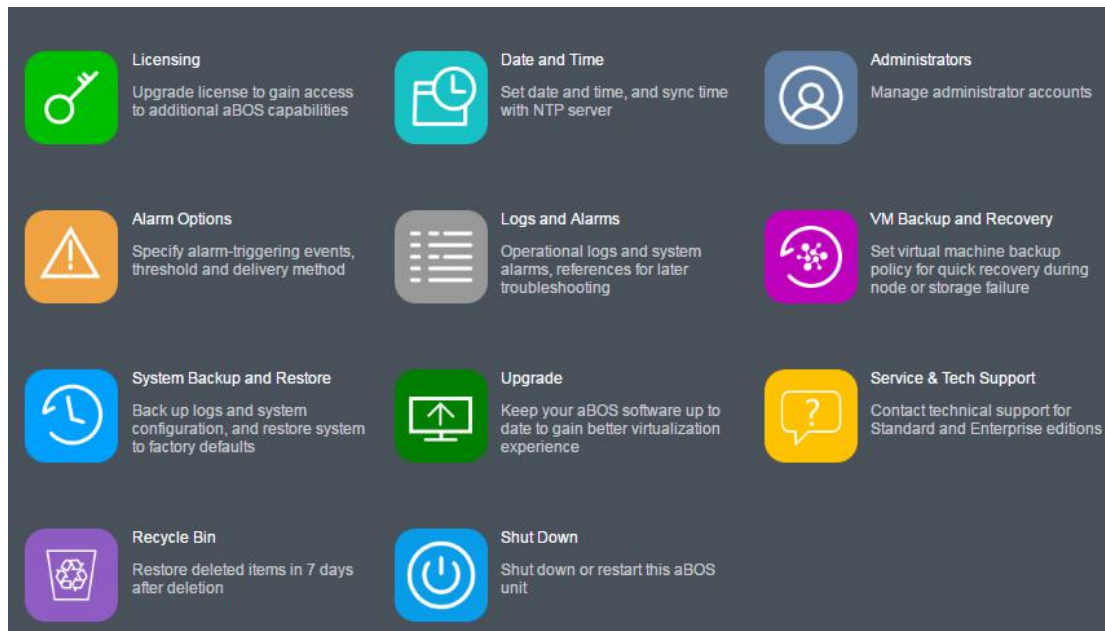 Licensing
Upgrade license to gain access
to additional aBOS capabilities
Date and Time
Set date and time, and sync time
with NTP server
Administrators
Manage administrator accounts
Alarm Options
Specify alarm-triggering events,
threshold and delivery method
Logs and Alarms
Operational logs and system
alarms, references for later
troubleshooting
VM Backup and Recovery
Set virtual machine backup
policy for quick recovery during
node or storage failure
System Backup and Restore
Back up logs and system
configuration, and restore system
to factory defaults
Upgrade
Keep your aBOS software up to
date to gain better virtualization
experience
Service & Tech Support
Contact technical support for
Standard and Enterprise editions
Recycle Bin
Restore deleted items in 7 days
after deletion
Shut Down
Shut down or restart this aBOS
unit